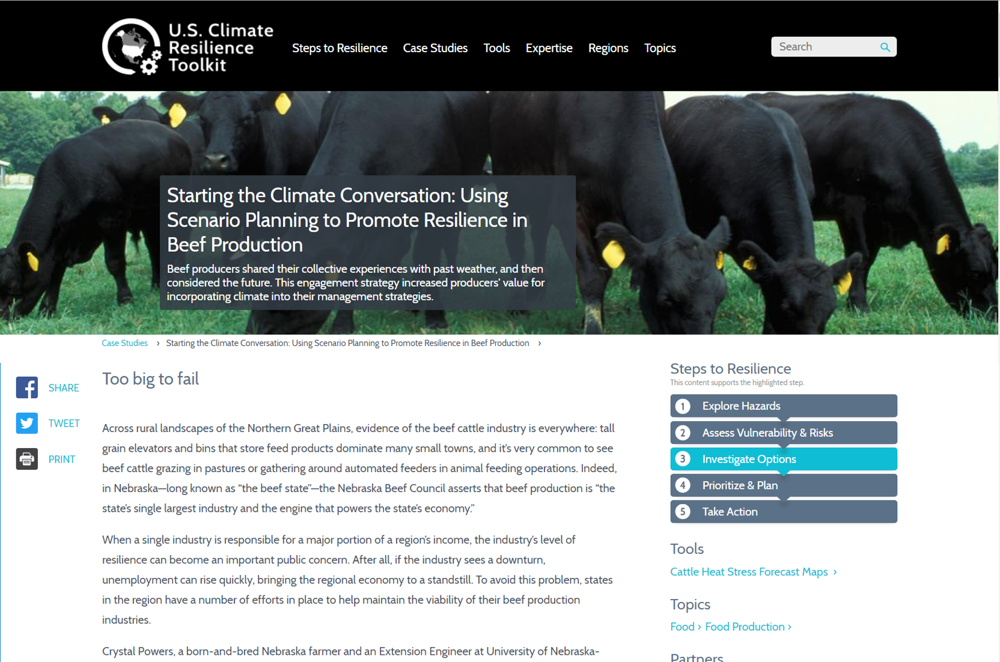 U.S. Climate
Resilience
Toolkit
Steps to Resilience
Case Studies
Tools
Expertise
Regions
Topics
Search
Starting the Climate Conversation: Using
Scenario Planning to Promote Resilience in
Beef Production
Beef producers shared their collective experiences with past weather, and then
considered the future. This engagement strategy increased producers' value for
incorporating climate into their management strategies.
Case Studies › Starting the Climate Conversation: Using Scenario Planning to Promote Resilience in Beef Production ›
SHARE
TWEET
PRINT
Too big to fail
Across rural landscapes of the Northern Great Plains, evidence of the beef cattle industry is everywhere: tall
grain elevators and bins that store feed products dominate many small towns, and it’s very common to see
beef cattle grazing in pastures or gathering around automated feeders in animal feeding operations. Indeed,
in Nebraska—long known as “the beef state”—the Nebraska Beef Council asserts that beef production is “the
state’s single largest industry and the engine that powers the state’s economy.”
When a single industry is responsible for a major portion of a region’s income, the industry’s level of
resilience can become an important public concern. After all, if the industry sees a downturn,
unemployment can rise quickly, bringing the regional economy to a standstill. To avoid this problem, states
in the region have a number of efforts in place to help maintain the viability of their beef production
industries.
Crystal Powers, a born-and-bred Nebraska farmer and an Extension Engineer at University of Nebraska-
Steps to Resilience
This content supports the highlighted step.
1 Explore Hazards
2 Assess Vulnerability & Risks
3 Investigate Options
4 Prioritize & Plan
5 Take Action
Tools
Cattle Heat Stress Forecast Maps ›
Topics
Food › Food Production ›
Partners